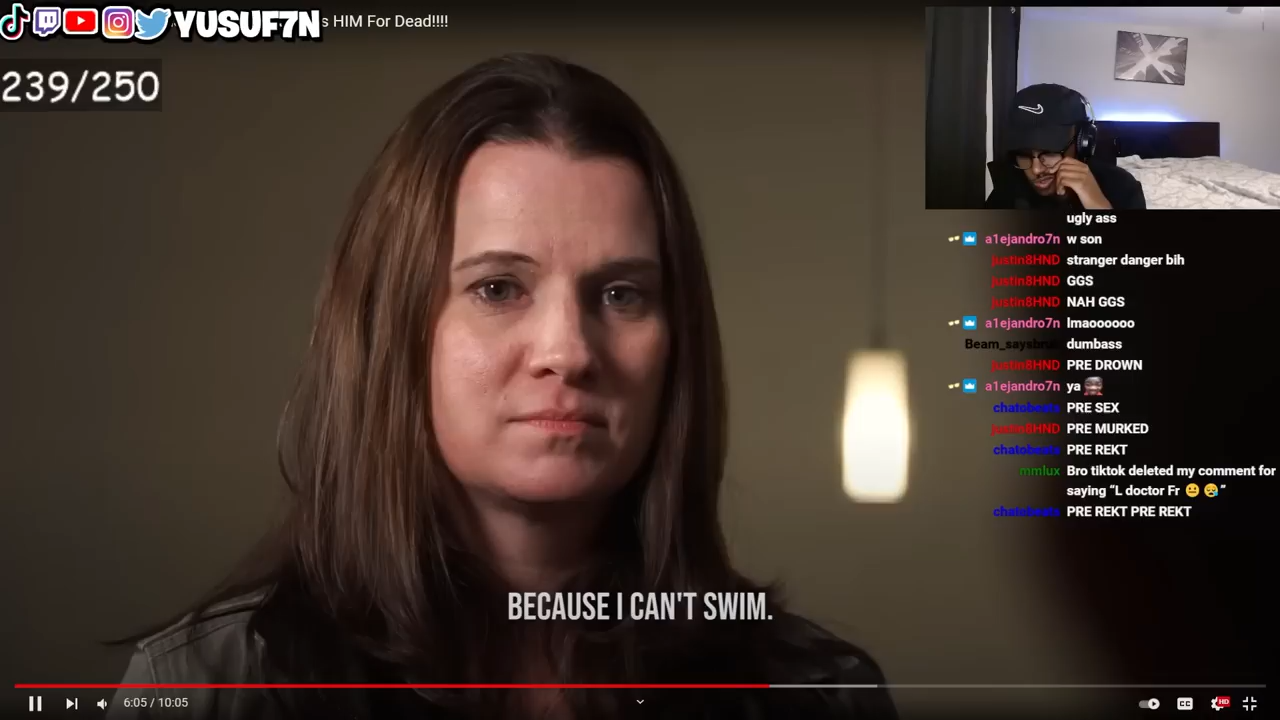 YUSUF7N
s HIM For Dead!!!!
239/250
ugly ass
a1ejandro7n w son
justin8HND stranger danger bih
justin8HND GGS
justin8HND NAH GGS
a1ejandro7n lmaoooooo
dumbass
justin8HND PRE DROWN
a1ejandro7n ya
chatobeats PRE SEX
justin8HND PRE MURKED
chatobeats PRE REKT
mmlux Bro tiktok deleted my comment for
saying “L doctor Fr 😐 😪”
chatobeats PRE REKT PRE REKT
BECAUSE I CAN'T SWIM.
6:05 / 10:05
CC
HD